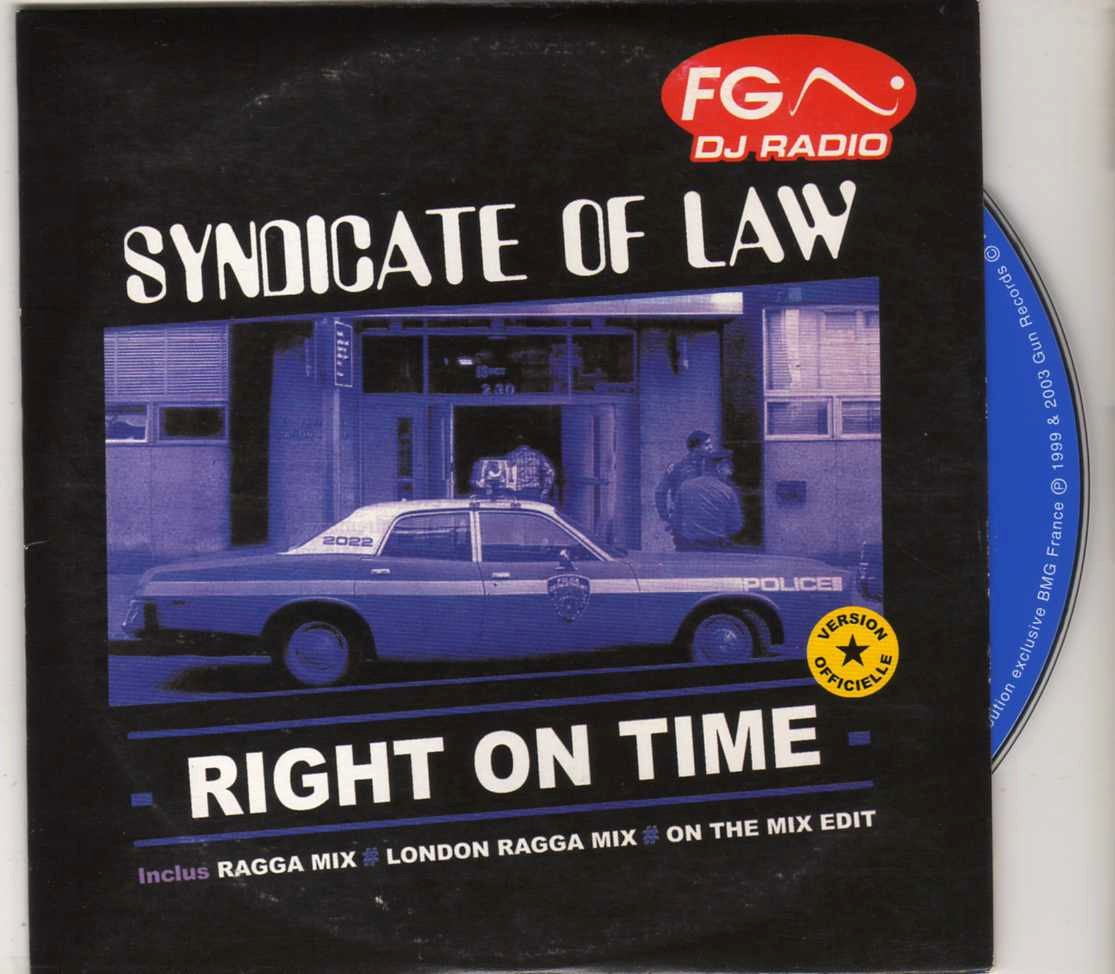 FG
DJ RADIO
SYNDICATE OF LAW
230
2022
POLICE
VERSION
OFFICIELLE
- RIGHT ON TIME -
Inclus RAGGA MIX # LONDON RAGGA MIX # ON THE MIX EDIT
ution exclusive BMG France ℗ 1999 & 2003 Gun Records ©